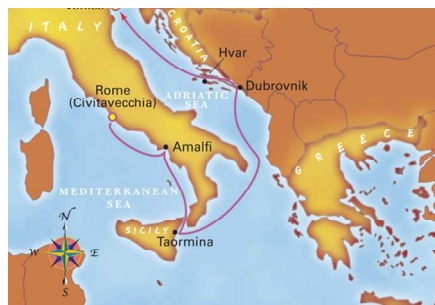 ITALY
CROATIA
Hvar
Dubrovnik
ADRIATIC
SEA
Rome
(Civitavecchia)
Amalfi
GREECE
MEDITERRANEAN
SEA
SICILY
Taormina
N
W
E
S